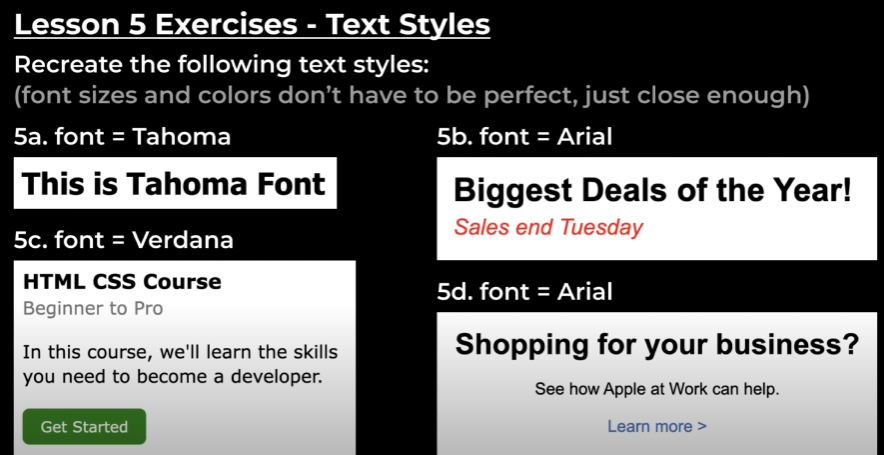 Lesson 5 Exercises - Text Styles
Recreate the following text styles:
(font sizes and colors don’t have to be perfect, just close enough)
5a. font = Tahoma
This is Tahoma Font
5b. font = Arial
Biggest Deals of the Year!
Sales end Tuesday
5c. font = Verdana
HTML CSS Course
Beginner to Pro
In this course, we'll learn the skills
you need to become a developer.
Get Started
5d. font = Arial
Shopping for your business?
See how Apple at Work can help.
Learn more >